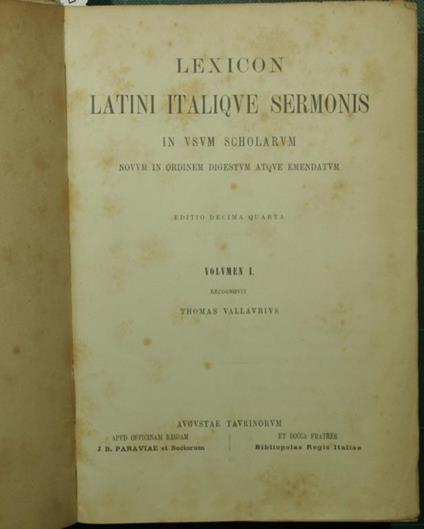 LEXICON
LATINI ITALIQVE SERMONIS
IN VSVM SCHOLARVM
NOVVM IN ORDINEM DIGESTVM ATQVE EMENDATVM
EDITIO DECIMA QUARTA
VOLVMEN I.
RECOGNOVIT
THOMAS VALLAVRIVS
AVGVSTAE TAVRINORVM
APVD OFFICINAM REGIAM
J. B. PARAVIAE et Sociorum
ET BOCCA FRATRES
Bibliopolas Regis Italiae